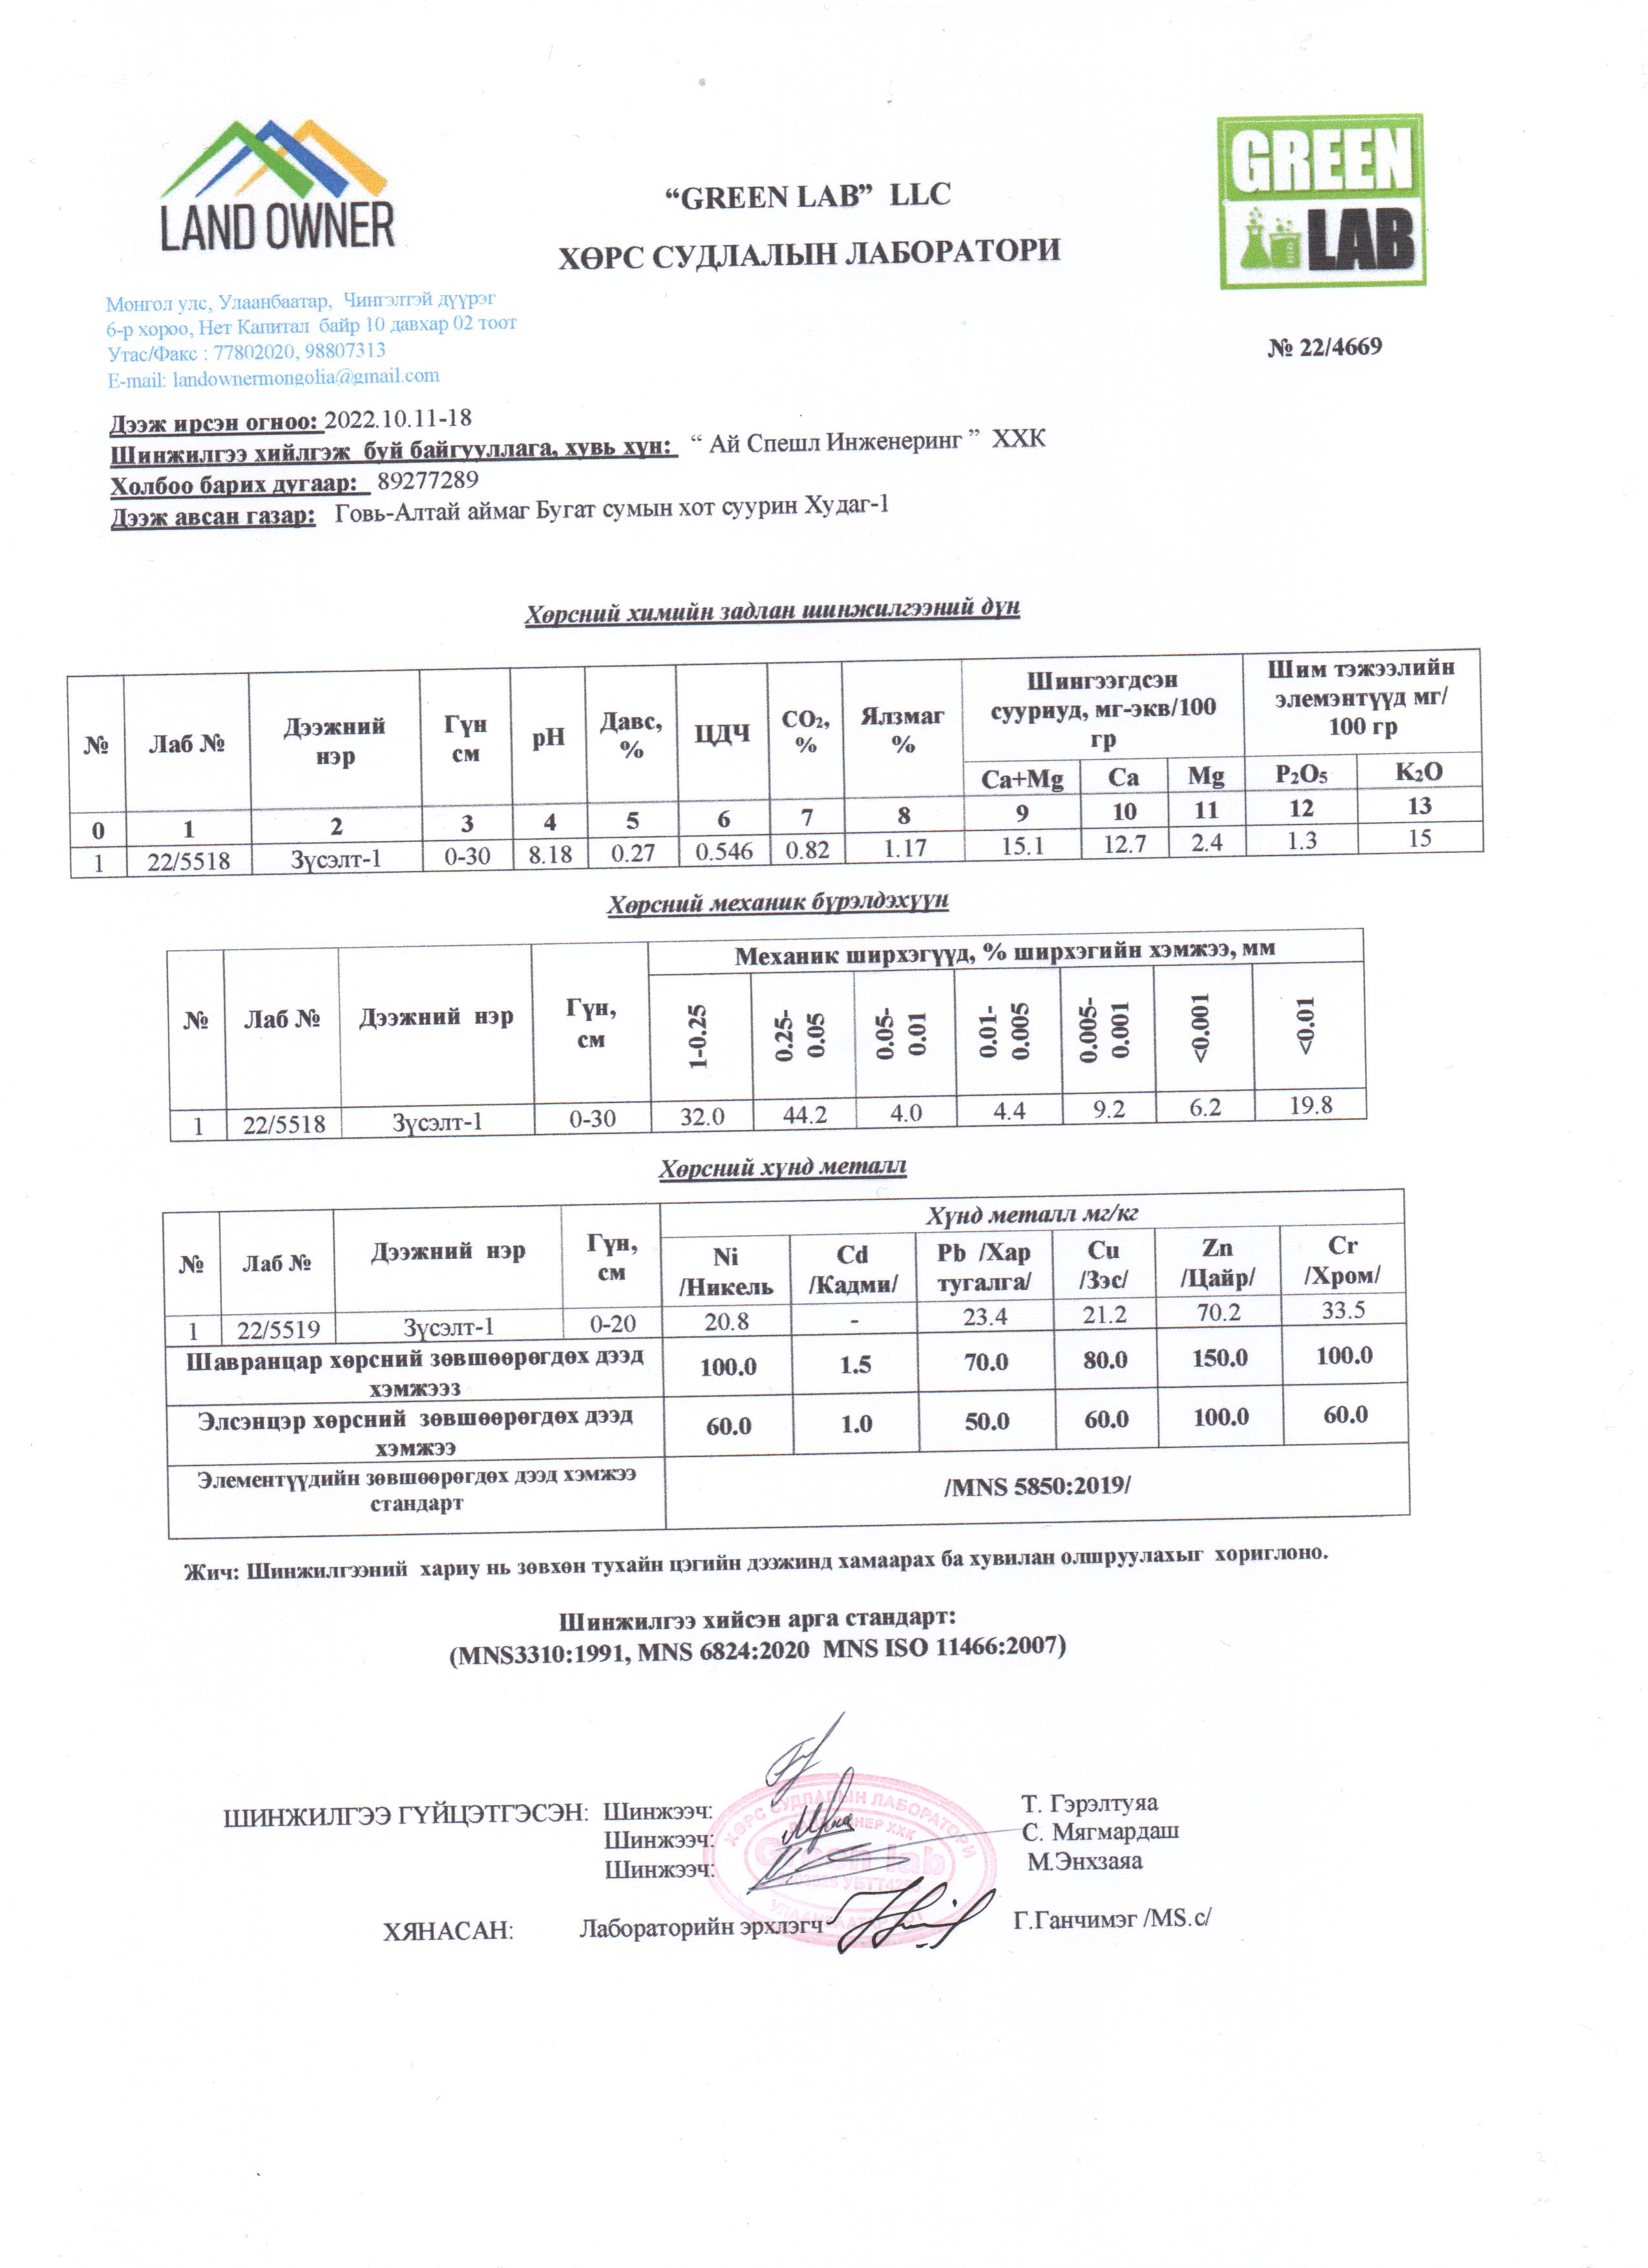 LAND OWNER
GREEN
LAB
“GREEN LAB” LLC
ХӨРС СУДЛАЛЫН ЛАБОРАТОРИ
Монгол улс, Улаанбаатар, Чингэлтэй дүүрэг
6-р хороо, Нет Капитал байр 10 давхар 02 тоот
Утас/Факс : 77802020, 98807313
E-mail: landownermongolia@gmail.com
№ 22/4669
Дээж ирсэн огноо: 2022.10.11-18
Шинжилгээ хийлгэж буй байгууллага, хувь хүн: “ Ай Спешл Инженеринг ” ХХК
Холбоо барих дугаар: 89277289
Дээж авсан газар: Говь-Алтай аймаг Бугат сумын хот суурин Худаг-1
Хөрсний химийн задлан шинжилгээний дүн
№ Лаб № Дээжний нэр Гүн см pH Давс, % ЦДЧ CO₂, % Ялзмаг % Шингээгдсэн сууриуд, мг-экв/100 гр Шим тэжээлийн элемэнтүүд мг/ 100 гр
Ca+Mg Ca Mg P₂O₅ K₂O
0 1 2 3 4 5 6 7 8 9 10 11 12 13
1 22/5518 Зүсэлт-1 0-30 8.18 0.27 0.546 0.82 1.17 15.1 12.7 2.4 1.3 15
Хөрсний механик бүрэлдэхүүн
№ Лаб № Дээжний нэр Гүн, см Механик ширхэгүүд, % ширхэгийн хэмжээ, мм
1-0.25 0.25-0.05 0.05-0.01 0.01-0.005 0.005-0.001 <0.001 <0.01
1 22/5518 Зүсэлт-1 0-30 32.0 44.2 4.0 4.4 9.2 6.2 19.8
Хөрсний хүнд металл
№ Лаб № Дээжний нэр Гүн, см Хүнд металл мг/кг
Ni /Никель Cd /Кадми/ Pb /Хар тугалга/ Cu /Зэс/ Zn /Цайр/ Cr /Хром/
1 22/5519 Зүсэлт-1 0-20 20.8 - 23.4 21.2 70.2 33.5
Шавранцар хөрсний зөвшөөрөгдөх дээд хэмжээз 100.0 1.5 70.0 80.0 150.0 100.0
Элсэнцэр хөрсний зөвшөөрөгдөх дээд хэмжээ 60.0 1.0 50.0 60.0 100.0 60.0
Элементүүдийн зөвшөөрөгдөх дээд хэмжээ стандарт /MNS 5850:2019/
Жич: Шинжилгээний хариу нь зөвхөн тухайн цэгийн дээжинд хамаарах ба хувилан олшруулахыг хориглоно.
Шинжилгээ хийсэн арга стандарт:
(MNS3310:1991, MNS 6824:2020 MNS ISO 11466:2007)
ШИНЖИЛГЭЭ ГҮЙЦЭТГЭСЭН: Шинжээч: Т. Гэрэлтуяа
Шинжээч: С. Мягмардаш
Шинжээч: М.Энхзаяа
ХЯНАСАН: Лабораторийн эрхлэгч Г.Ганчимэг /MS.c/
ХӨРС СУДЛАЛЫН ЛАБОРАТОРИ
Green lab